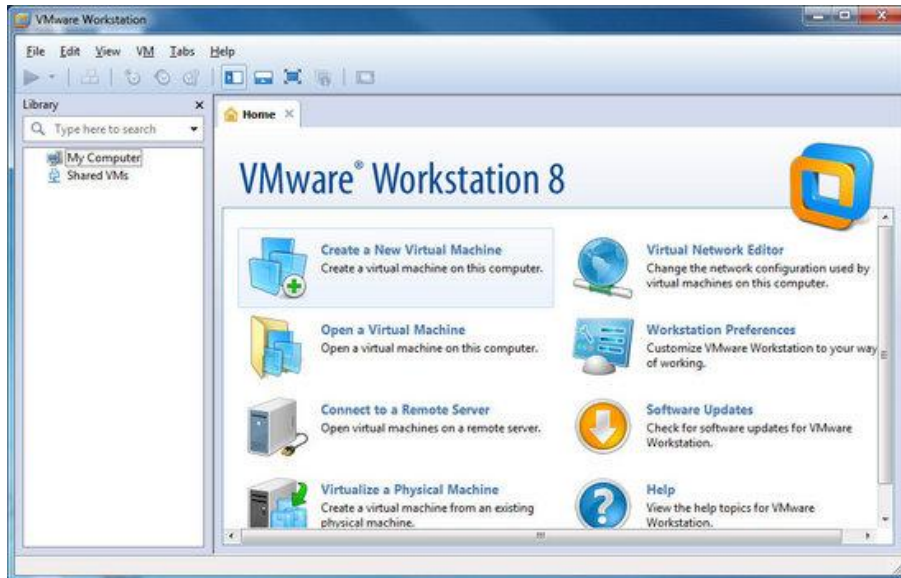 VMware Workstation
File Edit View VM Tabs Help
Library
Type here to search
My Computer
Shared VMs
Home
VMware® Workstation 8
Create a New Virtual Machine
Create a virtual machine on this computer.
Open a Virtual Machine
Open a virtual machine on this computer.
Connect to a Remote Server
Open virtual machines on a remote server.
Virtualize a Physical Machine
Create a virtual machine from an existing
physical machine.
Virtual Network Editor
Change the network configuration used by
virtual machines on this computer.
Workstation Preferences
Customize VMware Workstation to your way
of working.
Software Updates
Check for software updates for VMware
Workstation.
Help
View the help topics for VMware
Workstation.